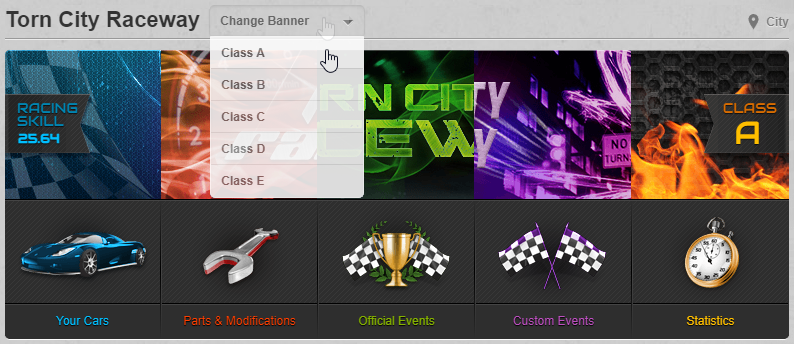 Torn City Raceway
Change Banner
City
Class A
Class B
Class C
Class D
Class E
RACING
SKILL
25.64
RN CITY
CEW
NO
TURN
CLASS
A
Your Cars
Parts & Modifications
Official Events
Custom Events
Statistics